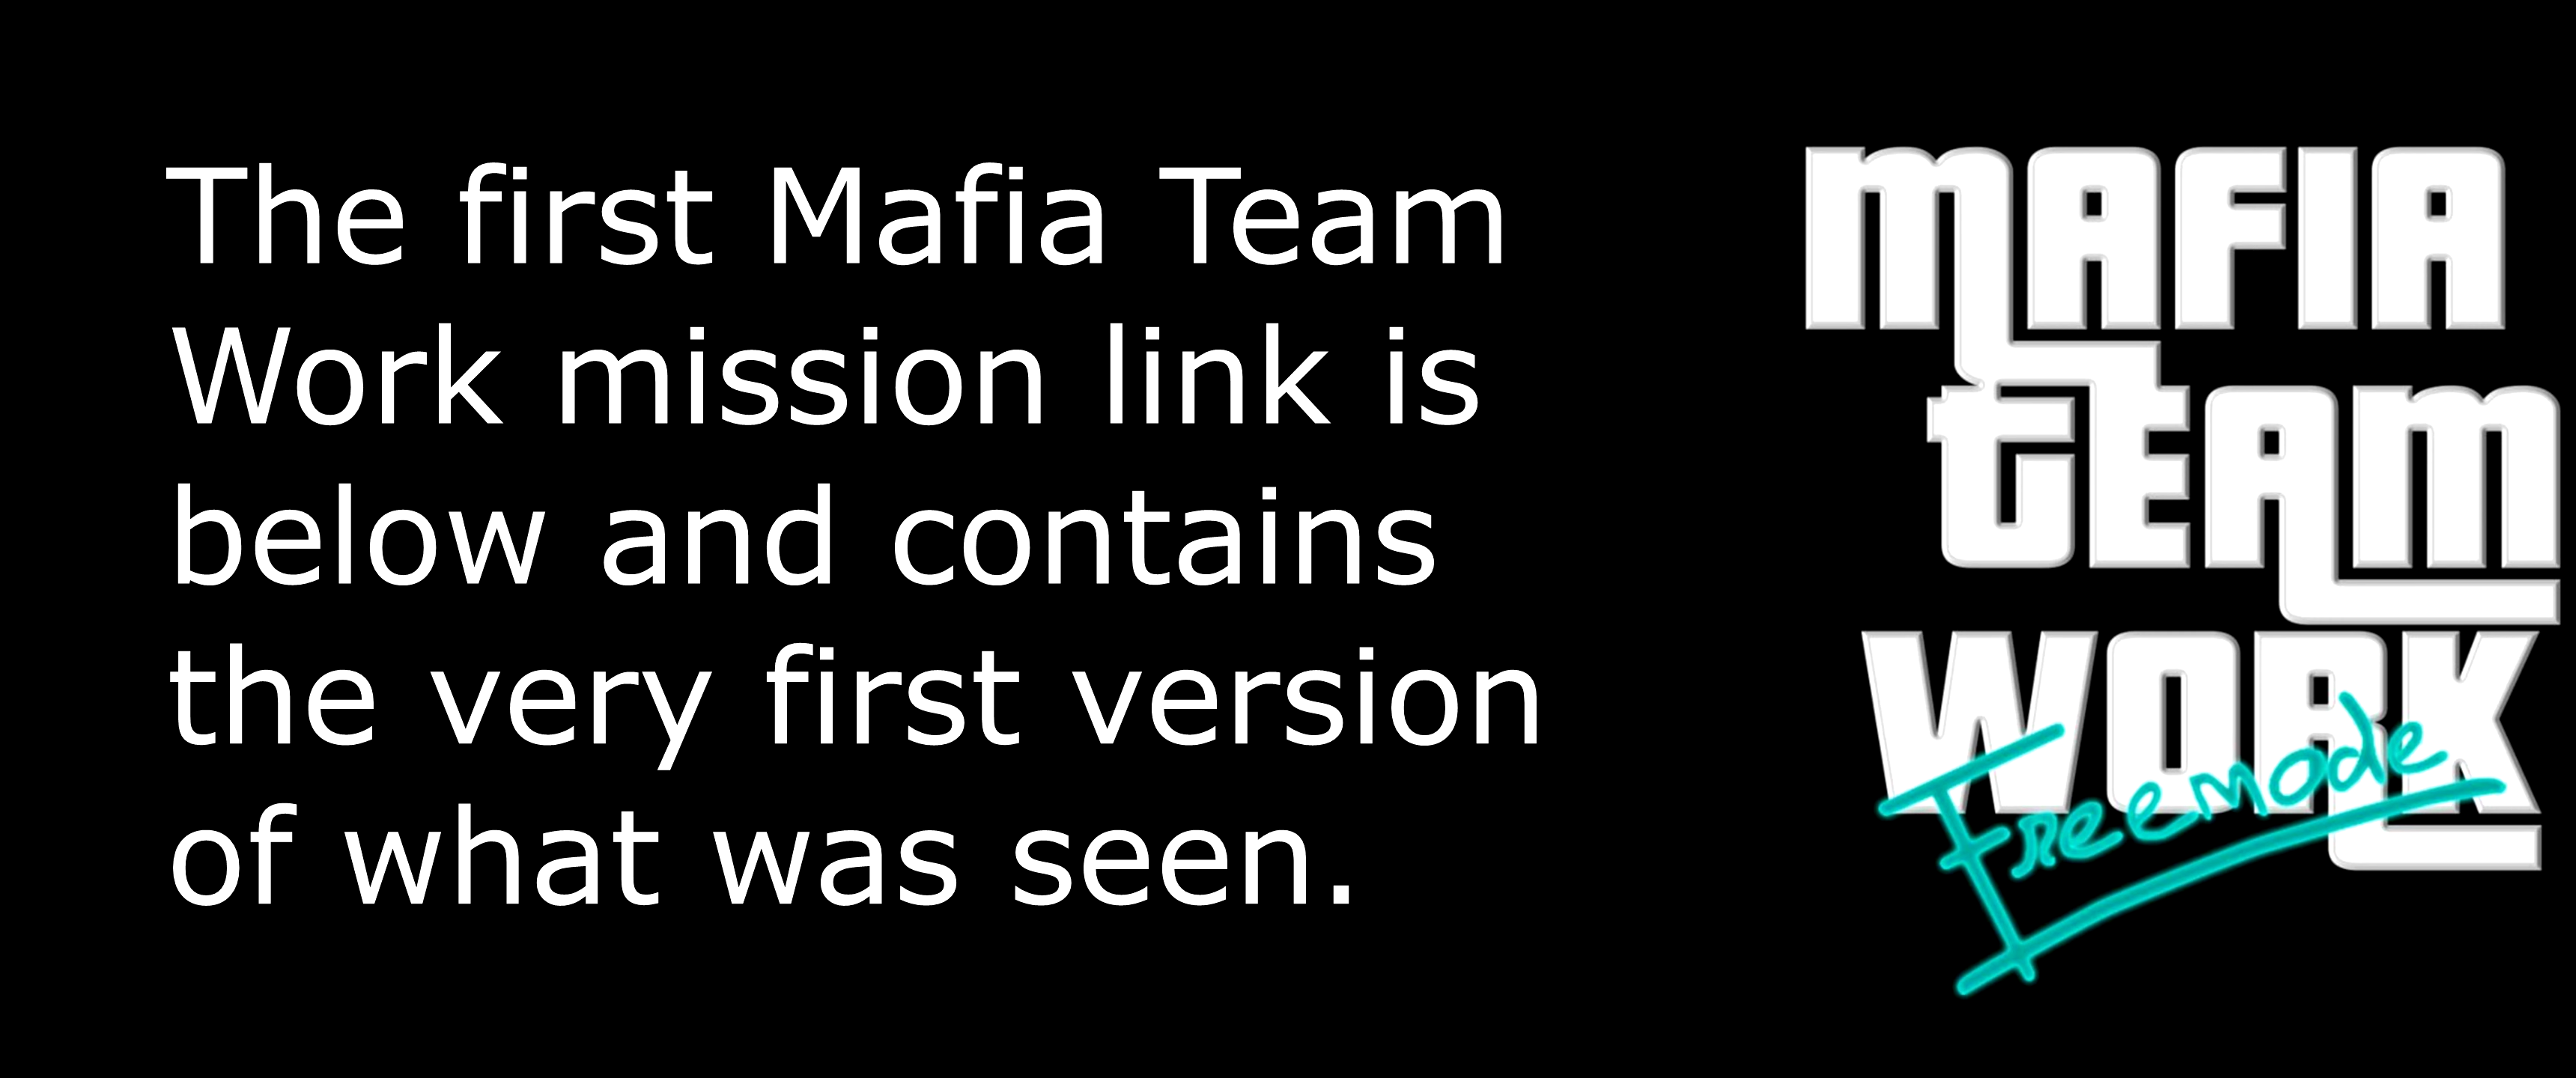 The first Mafia Team
Work mission link is
below and contains
the very first version
of what was seen.
MAFIA
TEAM
WORK
Freemode